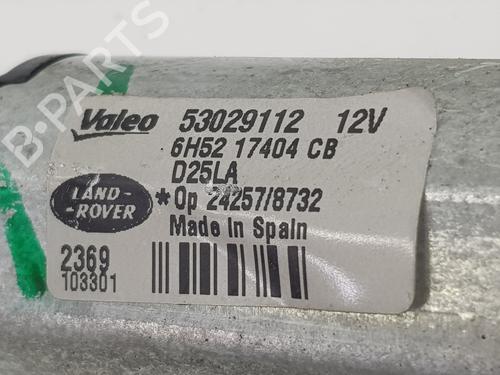 Valeo 53029112 12V
6H52 17404 CB
D25LA
LAND-
-ROVER
*Op 24257/8732
Made In Spain
2369
103301
B-PARTS